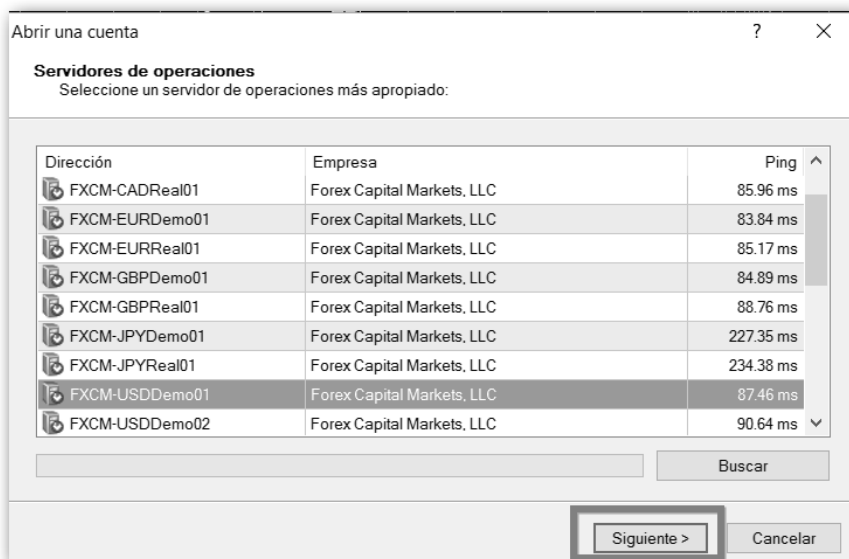 Abrir una cuenta ?
Servidores de operaciones
Seleccione un servidor de operaciones más apropiado:
Dirección Empresa Ping
FXCM-CADReal01 Forex Capital Markets, LLC 85.96 ms
FXCM-EURDemo01 Forex Capital Markets, LLC 83.84 ms
FXCM-EURReal01 Forex Capital Markets, LLC 85.17 ms
FXCM-GBPDemo01 Forex Capital Markets, LLC 84.89 ms
FXCM-GBPReal01 Forex Capital Markets, LLC 88.76 ms
FXCM-JPYDemo01 Forex Capital Markets, LLC 227.35 ms
FXCM-JPYReal01 Forex Capital Markets, LLC 234.38 ms
FXCM-USDDemo01 Forex Capital Markets, LLC 87.46 ms
FXCM-USDDemo02 Forex Capital Markets, LLC 90.64 ms
Buscar
Siguiente > Cancelar